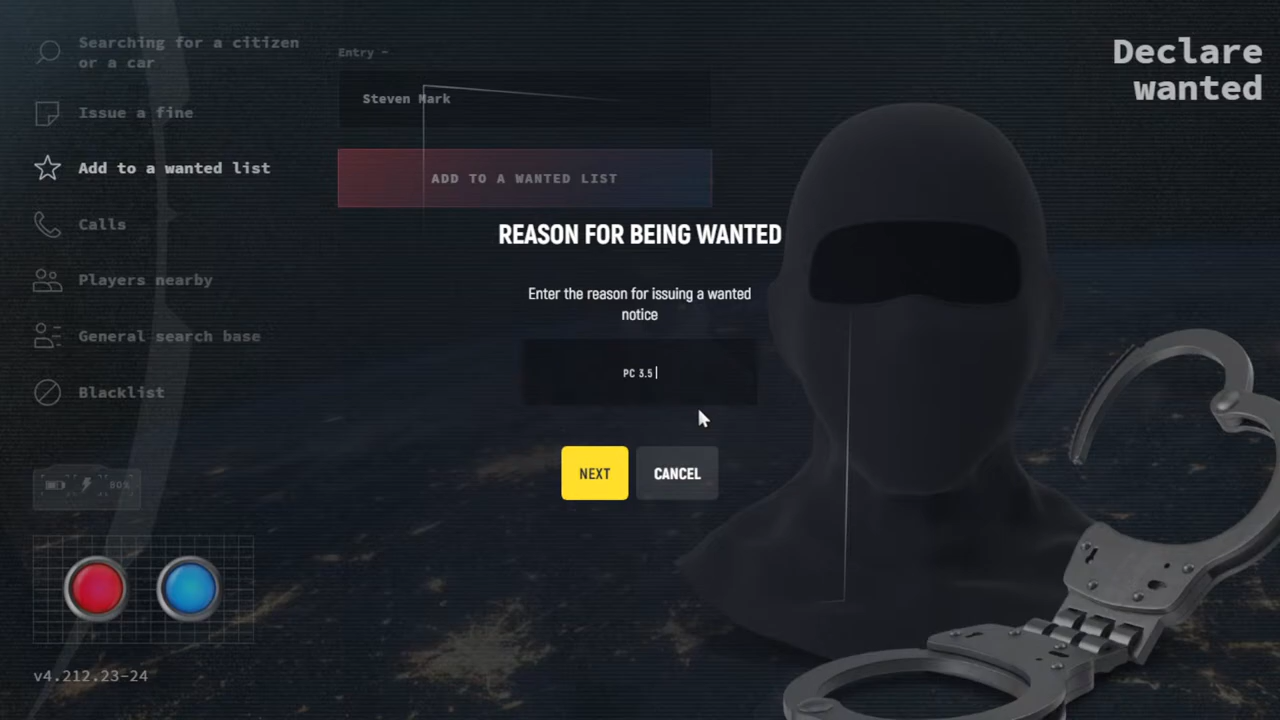 Searching for a citizen
or a car
Issue a fine
Add to a wanted list
Calls
Players nearby
General search base
Blacklist
80%
v4.212.23-24
Entry -
Steven Mark
ADD TO A WANTED LIST
REASON FOR BEING WANTED
Enter the reason for issuing a wanted
notice
PC 3.5
NEXT
CANCEL
Declare
wanted